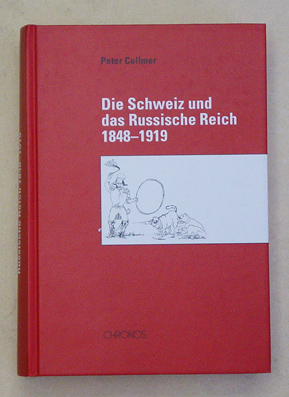 Peter Collmer
Die Schweiz und
das Russische Reich
1848–1919
CHRONOS